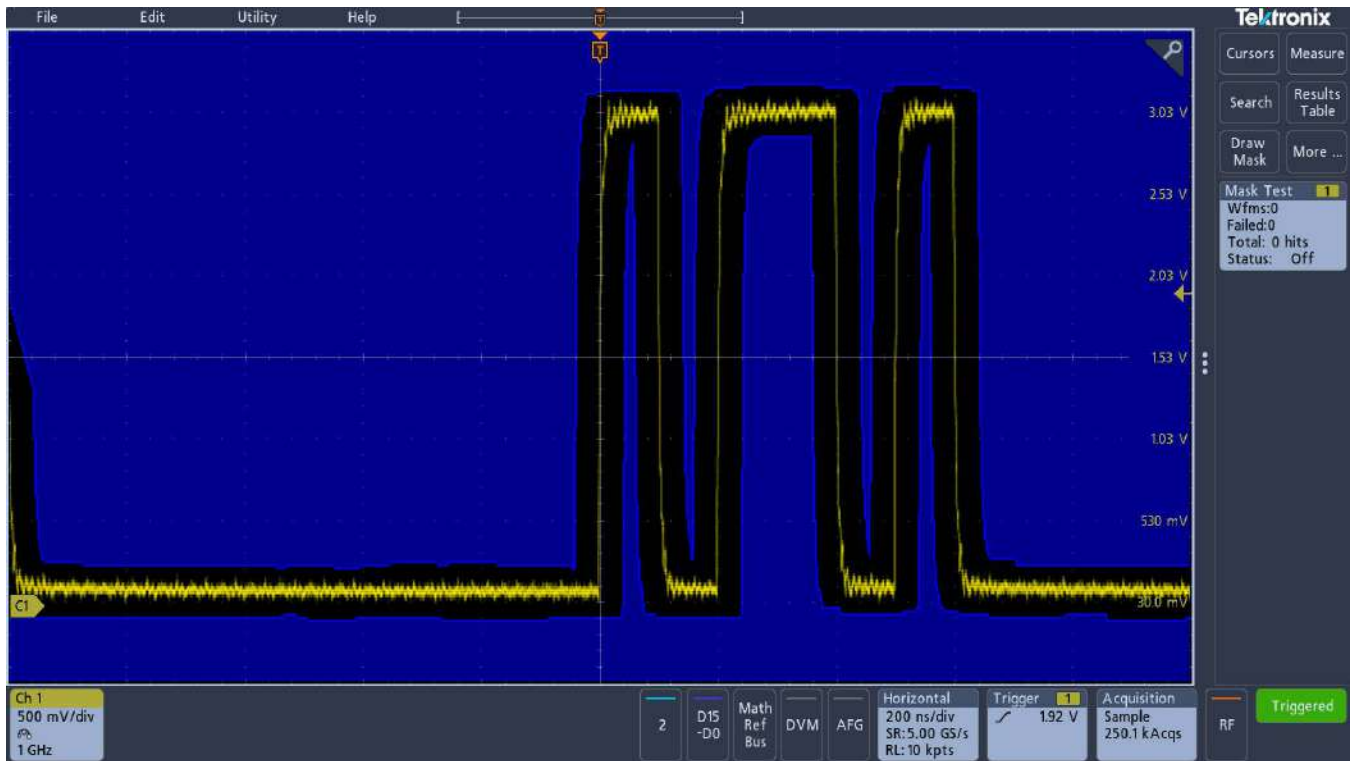 File Edit Utility Help
T
T
Tektronix
Cursors Measure
Search Results Table
Draw Mask More ...
Mask Test 1
Wfms:0
Failed:0
Total: 0 hits
Status: Off
3.03 V
2.53 V
2.03 V
1.53 V
1.03 V
530 mV
30.0 mV
C1
Ch 1
500 mV/div
1 GHz
2
D15
-D0
Math
Ref
Bus
DVM
AFG
Horizontal
200 ns/div
SR:5.00 GS/s
RL:10 kpts
Trigger 1
1.92 V
Acquisition
Sample
250.1 kAcqs
RF
Triggered